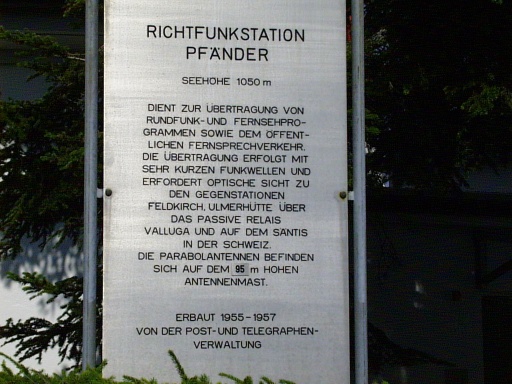 RICHTFUNKSTATION
PFÄNDER
SEEHÖHE 1050 m
DIENT ZUR ÜBERTRAGUNG VON
RUNDFUNK- UND FERNSEHPRO-
GRAMMEN SOWIE DEM ÖFFENT-
LICHEN FERNSPRECHVERKEHR.
DIE ÜBERTRAGUNG ERFOLGT MIT
SEHR KURZEN FUNKWELLEN UND
ERFORDERT OPTISCHE SICHT ZU
DEN GEGENSTATIONEN
FELDKIRCH, ULMERHÜTTE ÜBER
DAS PASSIVE RELAIS
VALLUGA UND AUF DEM SÄNTIS
IN DER SCHWEIZ.
DIE PARABOLANTENNEN BEFINDEN
SICH AUF DEM 95 m HOHEN
ANTENNENMAST.
ERBAUT 1955-1957
VON DER POST- UND TELEGRAPHEN-
VERWALTUNG